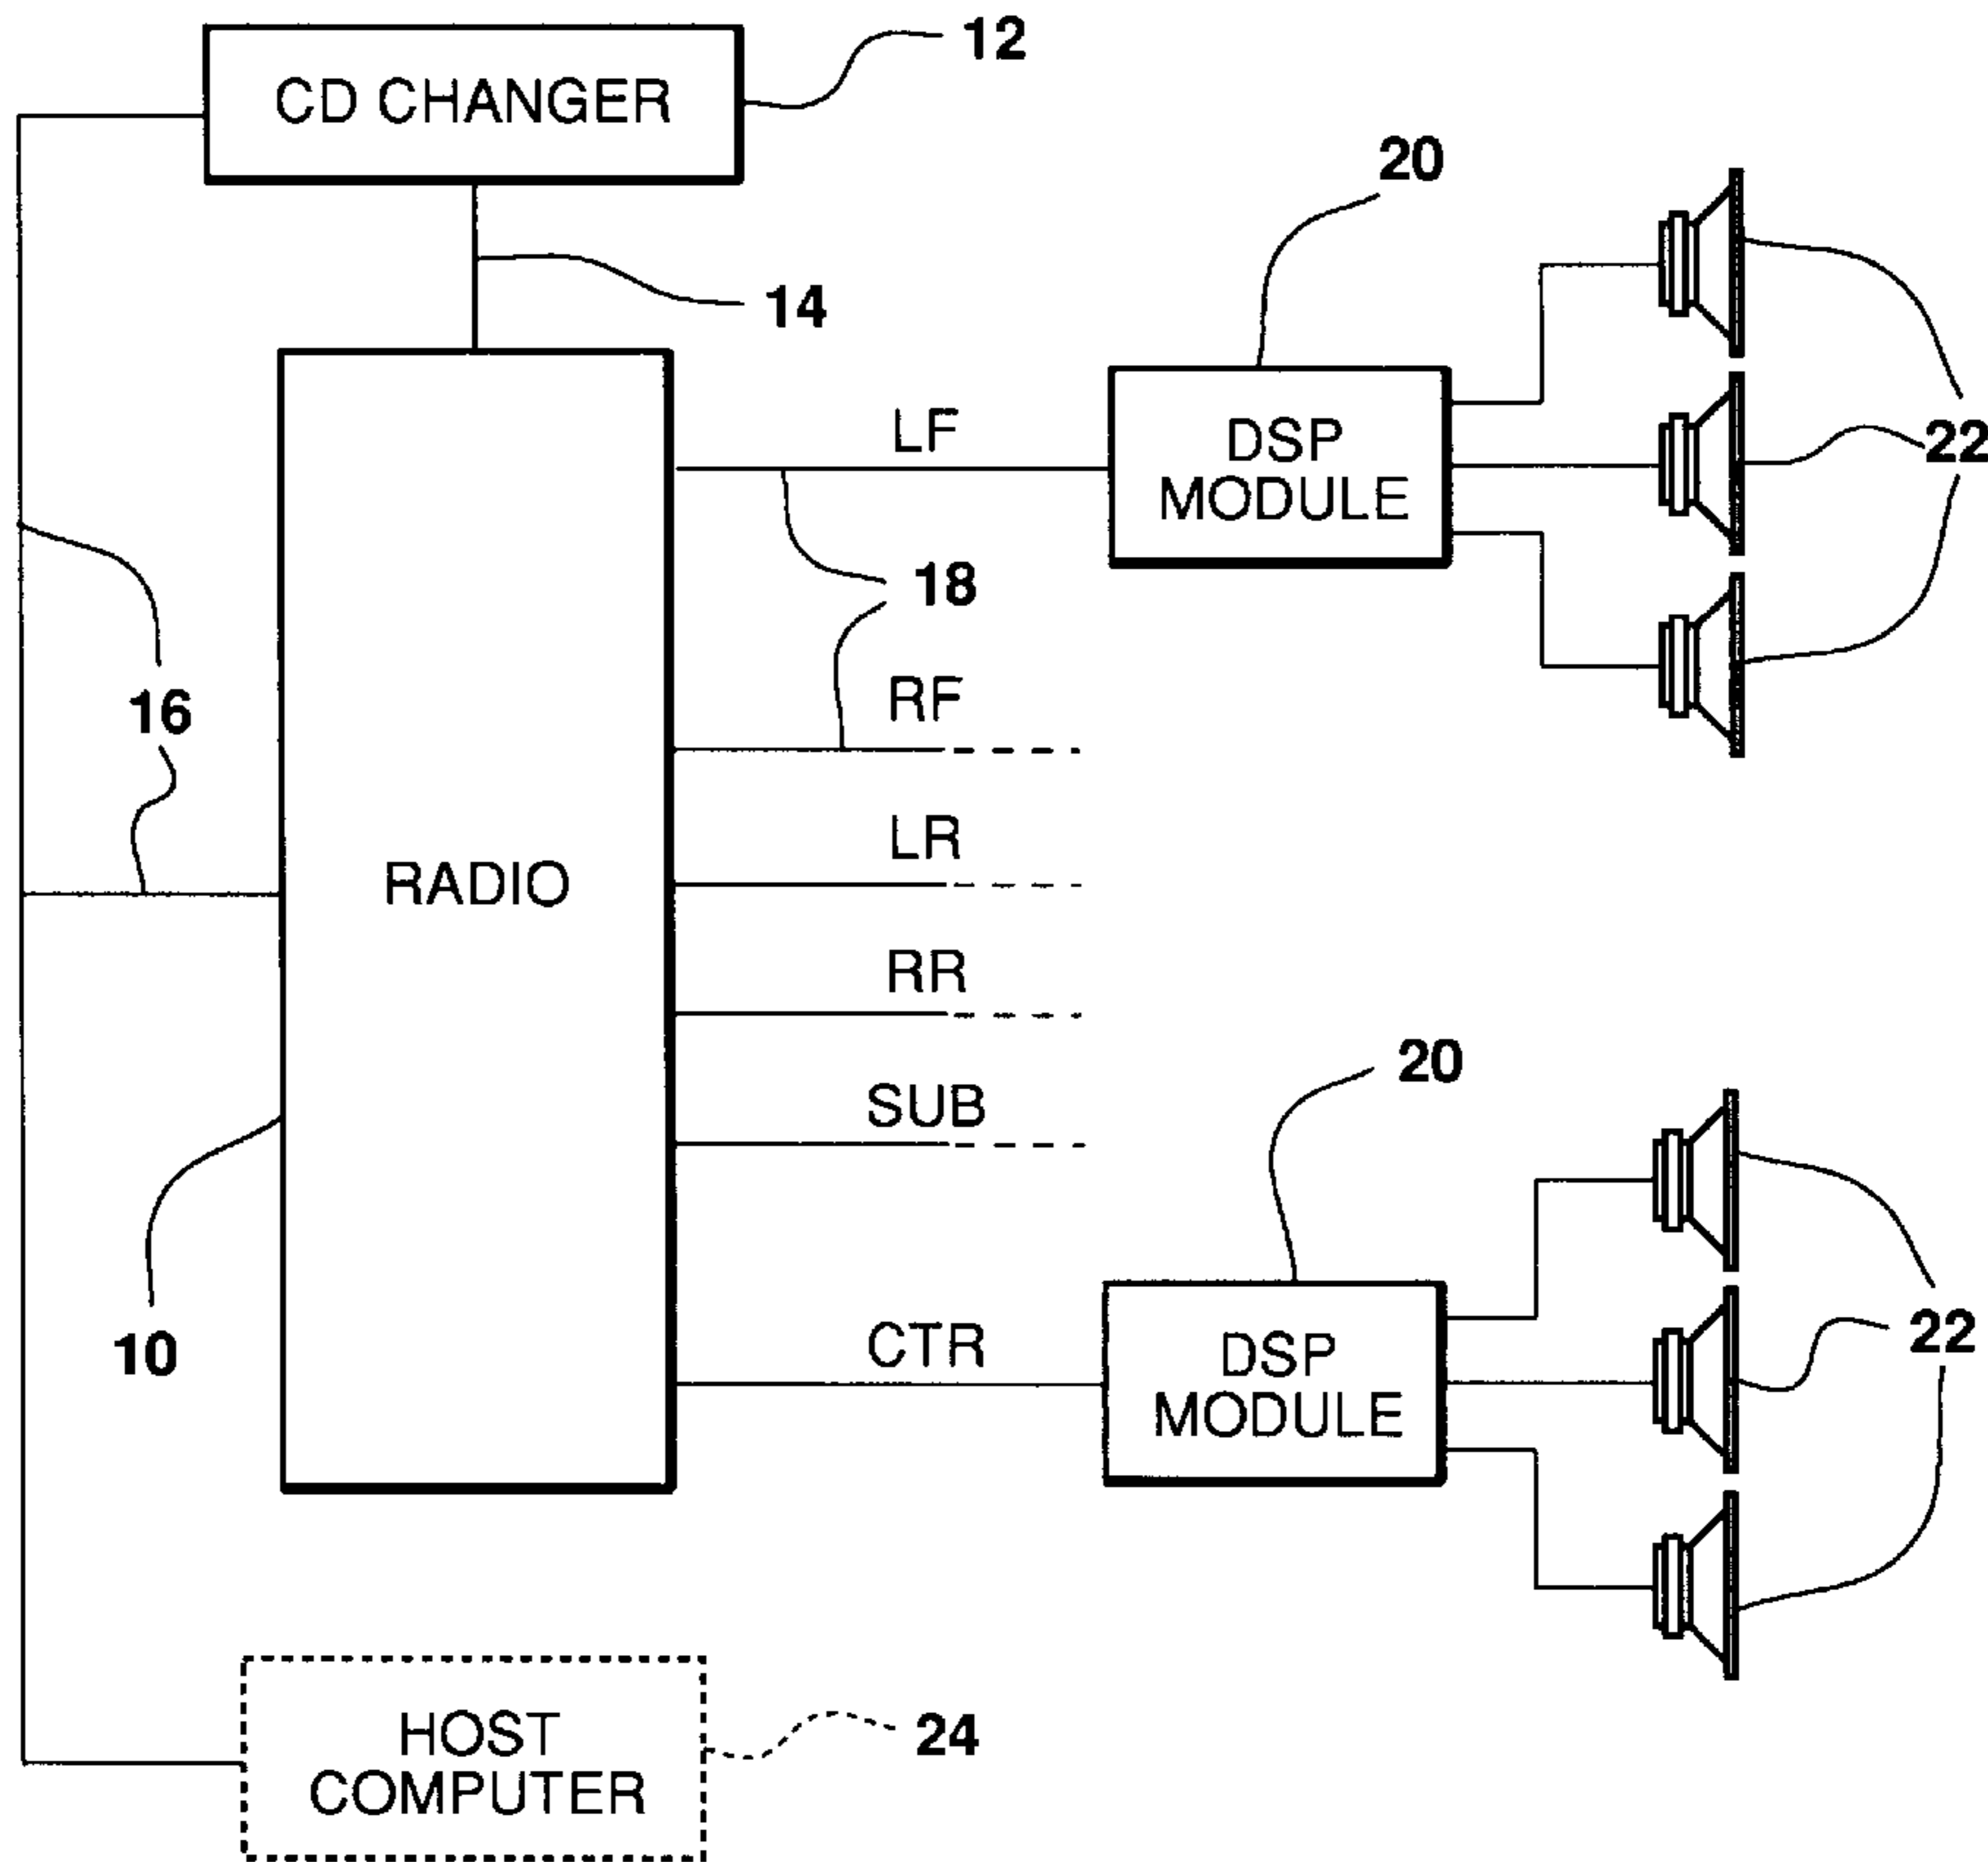 12
CD CHANGER
20
14
LF
DSP
MODULE
22
18
RF
16
LR
RADIO
RR
20
SUB
10
CTR
DSP
MODULE
22
HOST
COMPUTER
24